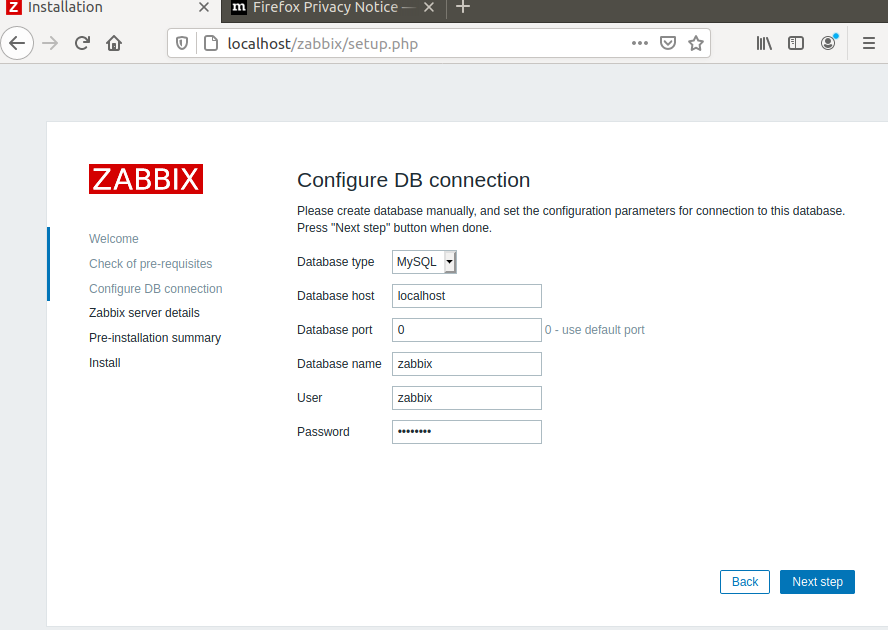 Z Installation
m Firefox Privacy Notice —
localhost/zabbix/setup.php
ZABBIX
Welcome
Check of pre-requisites
Configure DB connection
Zabbix server details
Pre-installation summary
Install
Configure DB connection
Please create database manually, and set the configuration parameters for connection to this database.
Press "Next step" button when done.
Database type MySQL
Database host localhost
Database port 0 0 - use default port
Database name zabbix
User zabbix
Password ••••••••
Back Next step